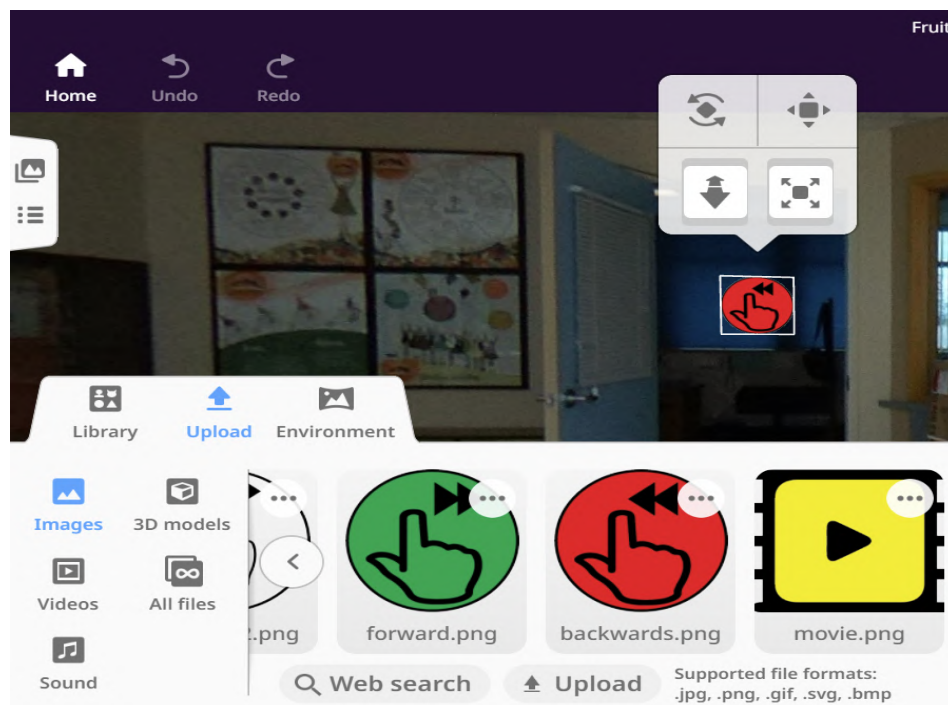 Fruit
Home Undo Redo
Library Upload Environment
Images 3D models
Videos All files
Sound
.png forward.png backwards.png movie.png
Web search Upload
Supported file formats:
.jpg, .png, .gif, .svg, .bmp